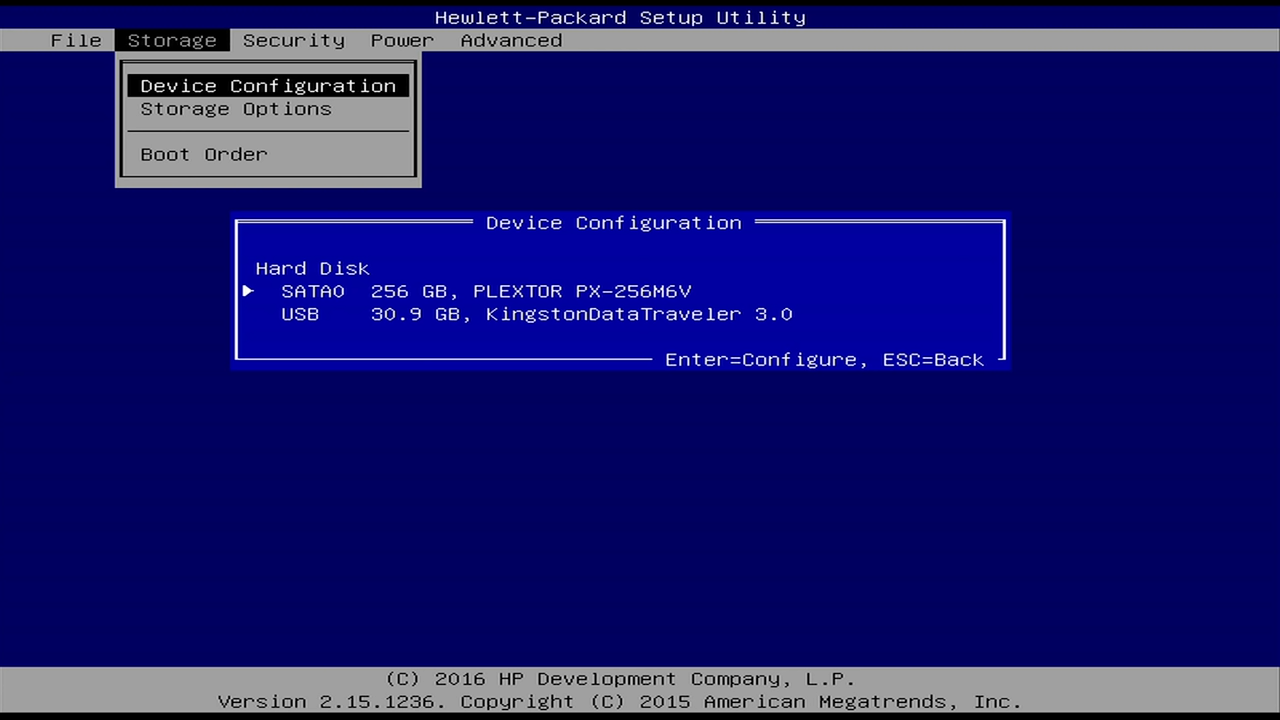 Hewlett-Packard Setup Utility
File Storage Security Power Advanced
Device Configuration
Storage Options
Boot Order
Device Configuration
Hard Disk
SATA0 256 GB, PLEXTOR PX-256M6V
USB 30.9 GB, KingstonDataTraveler 3.0
Enter=Configure, ESC=Back
(C) 2016 HP Development Company, L.P.
Version 2.15.1236. Copyright (C) 2015 American Megatrends, Inc.